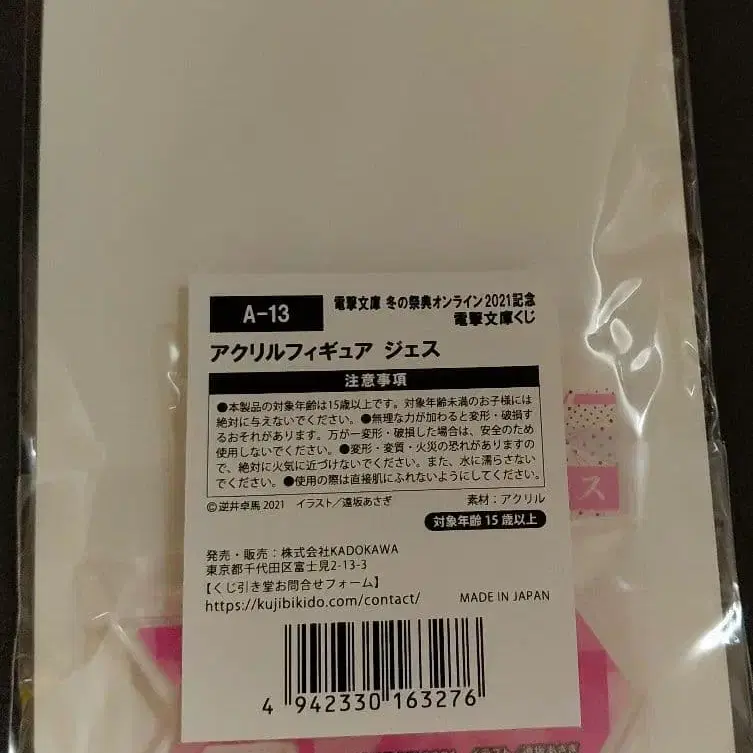 A-13
電撃文庫 冬の祭典オンライン2021記念
電撃文庫くじ
アクリルフィギュア ジェス
注意事項
●本製品の対象年齢は15歳以上です。対象年齢未満のお子様には
絶対に与えないでください。●無理な力が加わると変形・破損す
るおそれがあります。万が一変形・破損した場合は、安全のため
使用しないでください。●変形・変質・火災の恐れがありますの
で、絶対に火気に近づけないでください。また、水に濡らさない
でください。●使用の際は直接肌にふれないようにしてください。
©逆井卓馬 2021 イラスト/遠坂あさぎ
素材：アクリル
対象年齢 15 歳以上
発売・販売：株式会社KADOKAWA
東京都千代田区富士見2-13-3
【くじ引き堂お問合せフォーム】
https://kujibikido.com/contact/
MADE IN JAPAN
4 942330 163276
ス
イラスト/遠坂あさぎ